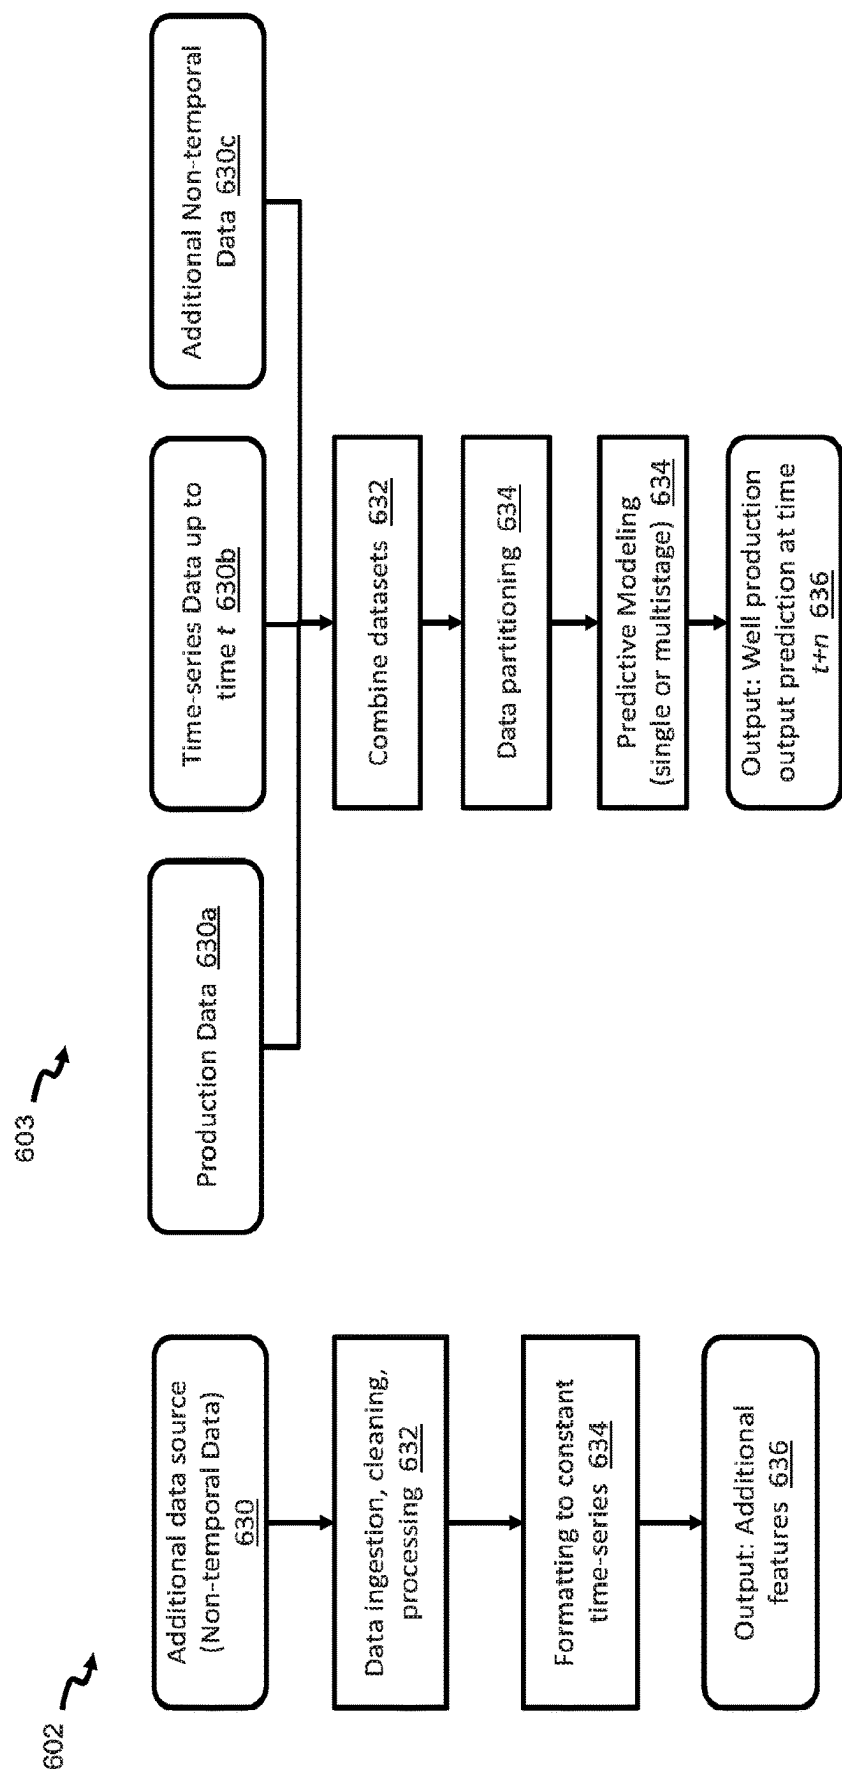 602
Additional data source
(Non-temporal Data)
630
Data ingestion, cleaning,
processing 632
Formatting to constant
time-series 634
Output: Additional
features 636
603
Production Data 630a
Time-series Data up to
time t 630b
Additional Non-temporal
Data 630c
Combine datasets 632
Data partitioning 634
Predictive Modeling
(single or multistage) 634
Output: Well production
output prediction at time
t+n 636